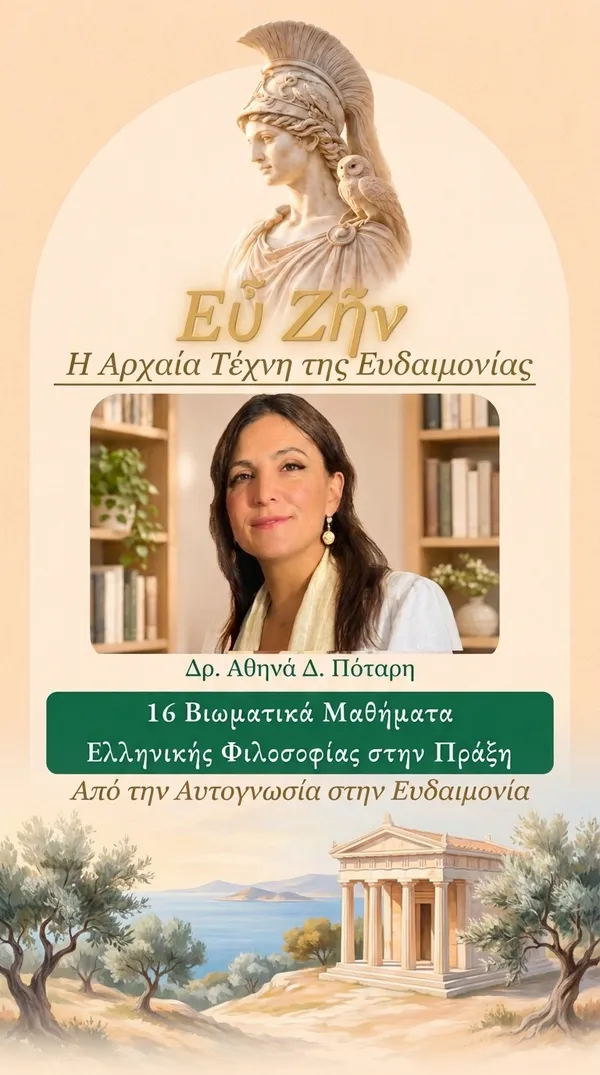 Εὖ Ζῆν
Η Αρχαία Τέχνη της Ευδαιμονίας
Δρ. Αθηνά Δ. Πόταρη
16 Βιωματικά Μαθήματα
Ελληνικής Φιλοσοφίας στην Πράξη
Από την Αυτογνωσία στην Ευδαιμονία